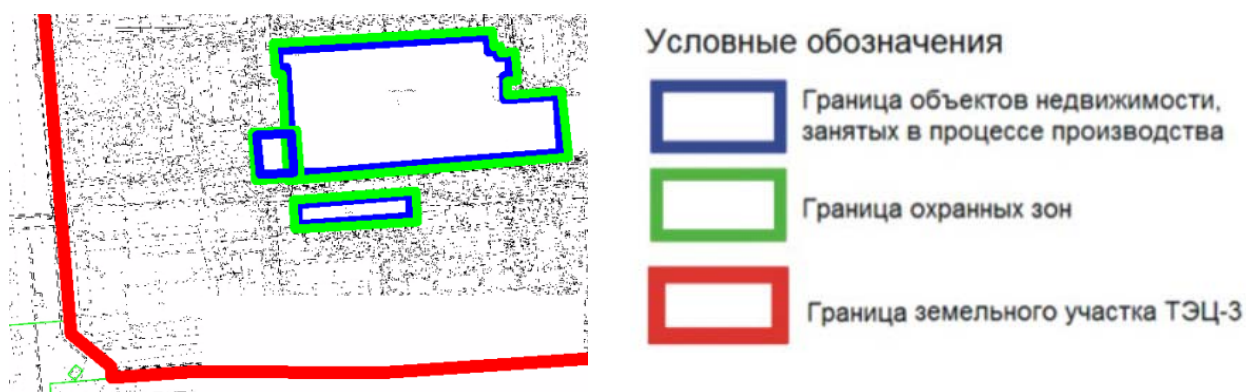 Условные обозначения
Граница объектов недвижимости,
занятых в процессе производства
Граница охранных зон
Граница земельного участка ТЭЦ-3